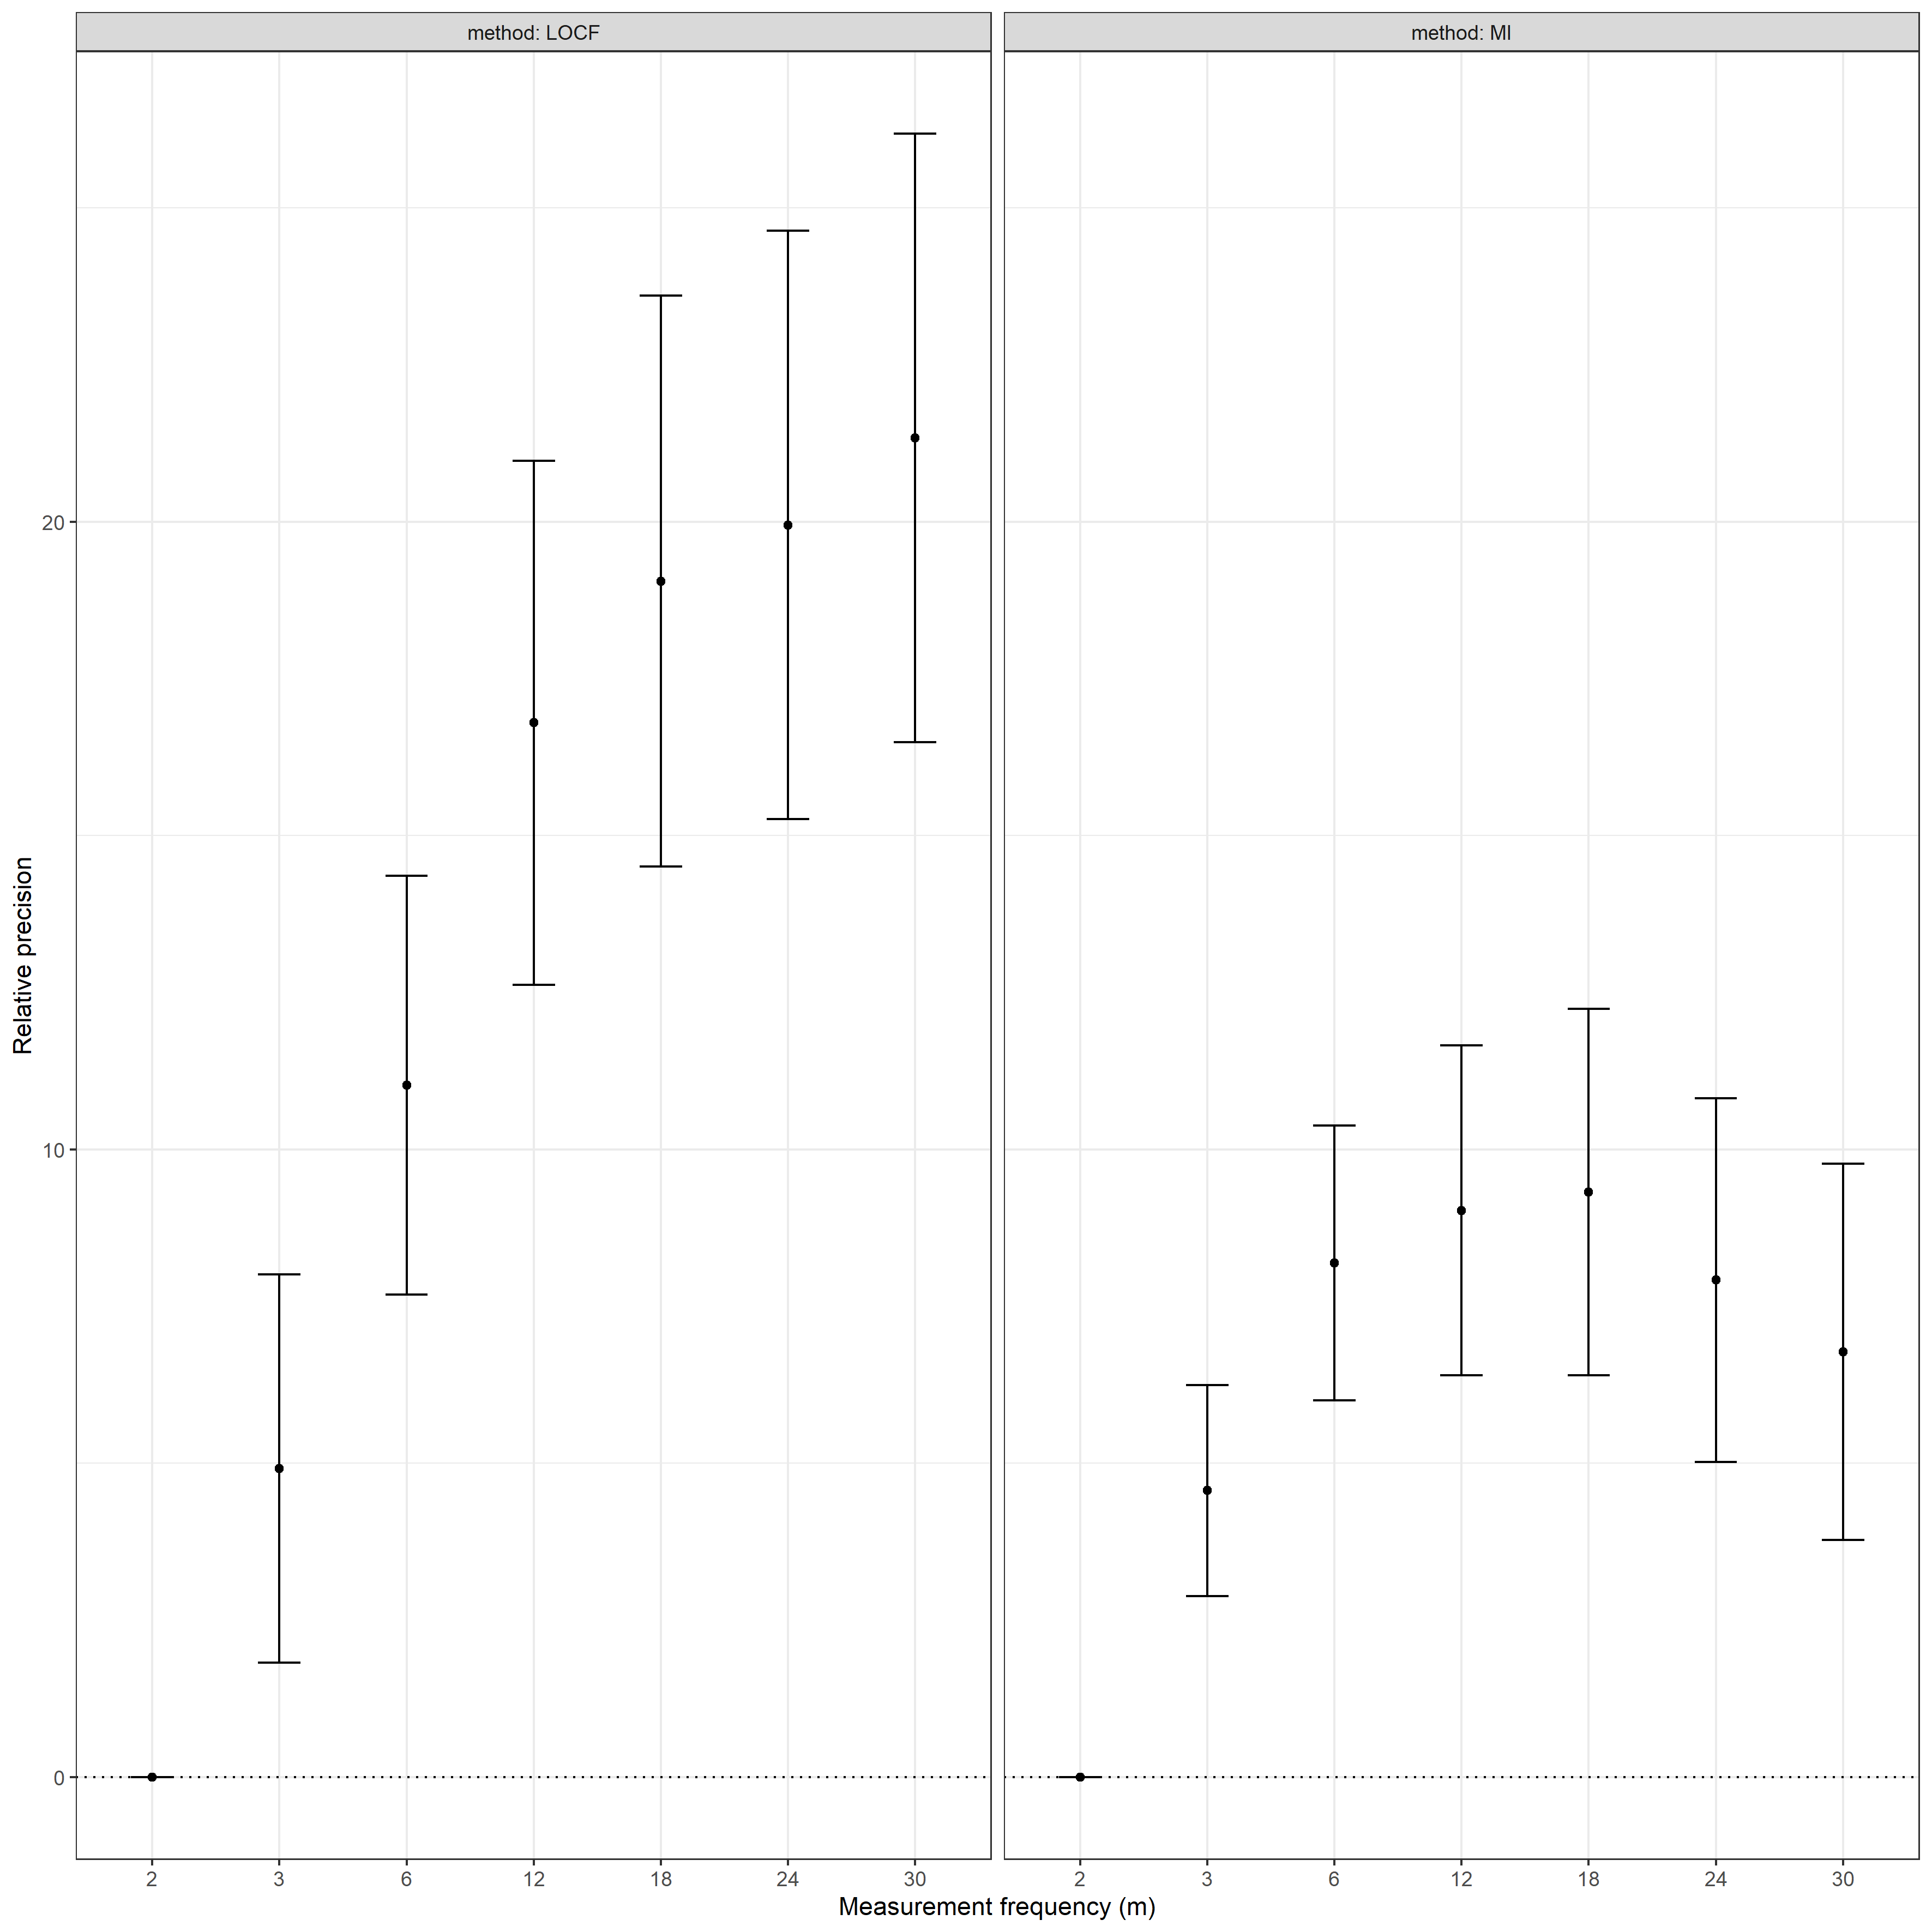 method: LOCF
method: MI
Relative precision
20
10
0
2 3 6 12 18 24 30
2 3 6 12 18 24 30
Measurement frequency (m)